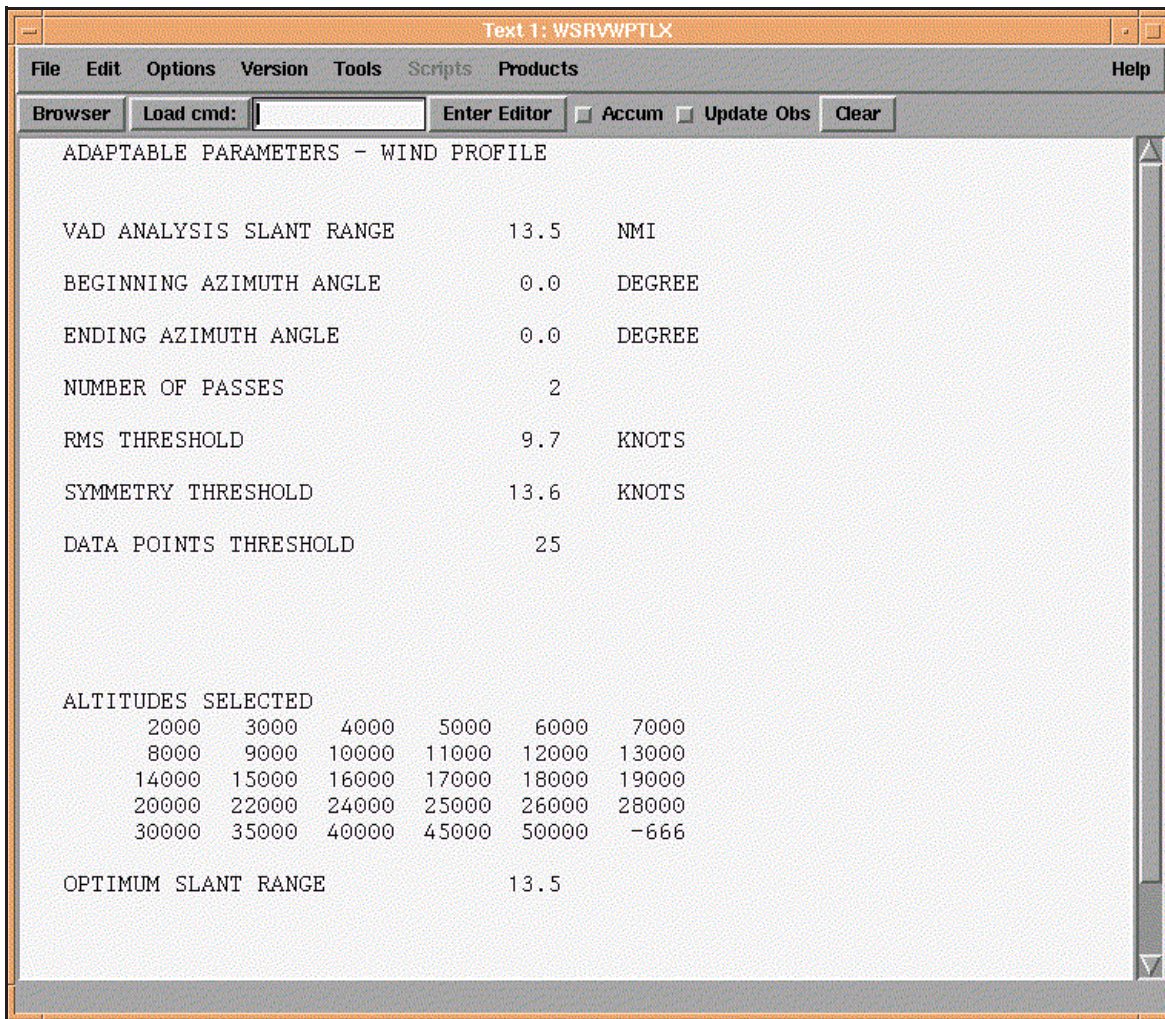 Text 1: WSRVWPTLX
File Edit Options Version Tools Scripts Products Help
Browser Load cmd: Enter Editor Accum Update Obs Clear
ADAPTABLE PARAMETERS - WIND PROFILE
VAD ANALYSIS SLANT RANGE 13.5 NMI
BEGINNING AZIMUTH ANGLE 0.0 DEGREE
ENDING AZIMUTH ANGLE 0.0 DEGREE
NUMBER OF PASSES 2
RMS THRESHOLD 9.7 KNOTS
SYMMETRY THRESHOLD 13.6 KNOTS
DATA POINTS THRESHOLD 25
ALTITUDES SELECTED
2000 3000 4000 5000 6000 7000
8000 9000 10000 11000 12000 13000
14000 15000 16000 17000 18000 19000
20000 22000 24000 25000 26000 28000
30000 35000 40000 45000 50000 -666
OPTIMUM SLANT RANGE 13.5